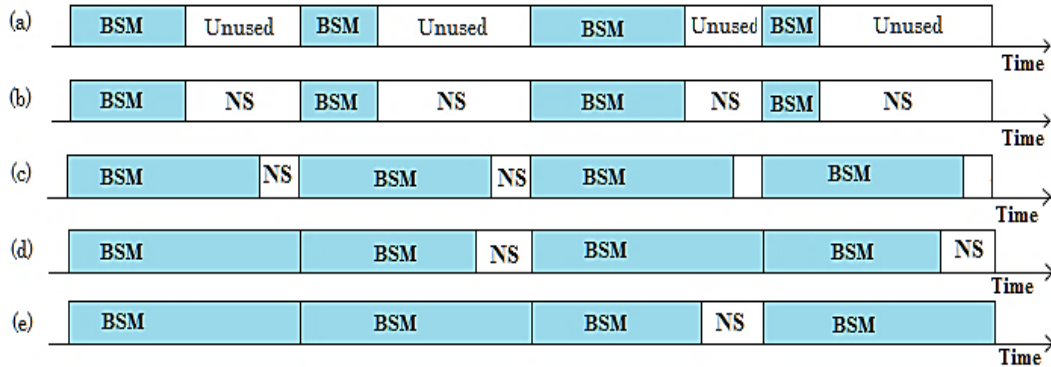 (a) BSM Unused BSM Unused BSM Unused BSM Unused
Time
(b) BSM NS BSM NS BSM NS BSM NS
Time
(c) BSM NS BSM NS BSM BSM
Time
(d) BSM BSM NS BSM BSM NS
Time
(e) BSM BSM BSM NS BSM
Time